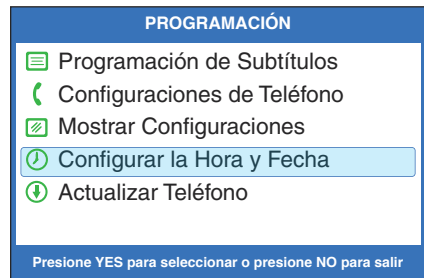 PROGRAMACIÓN
Programación de Subtítulos
Configuraciones de Teléfono
Mostrar Configuraciones
Configurar la Hora y Fecha
Actualizar Teléfono
Presione YES para seleccionar o presione NO para salir